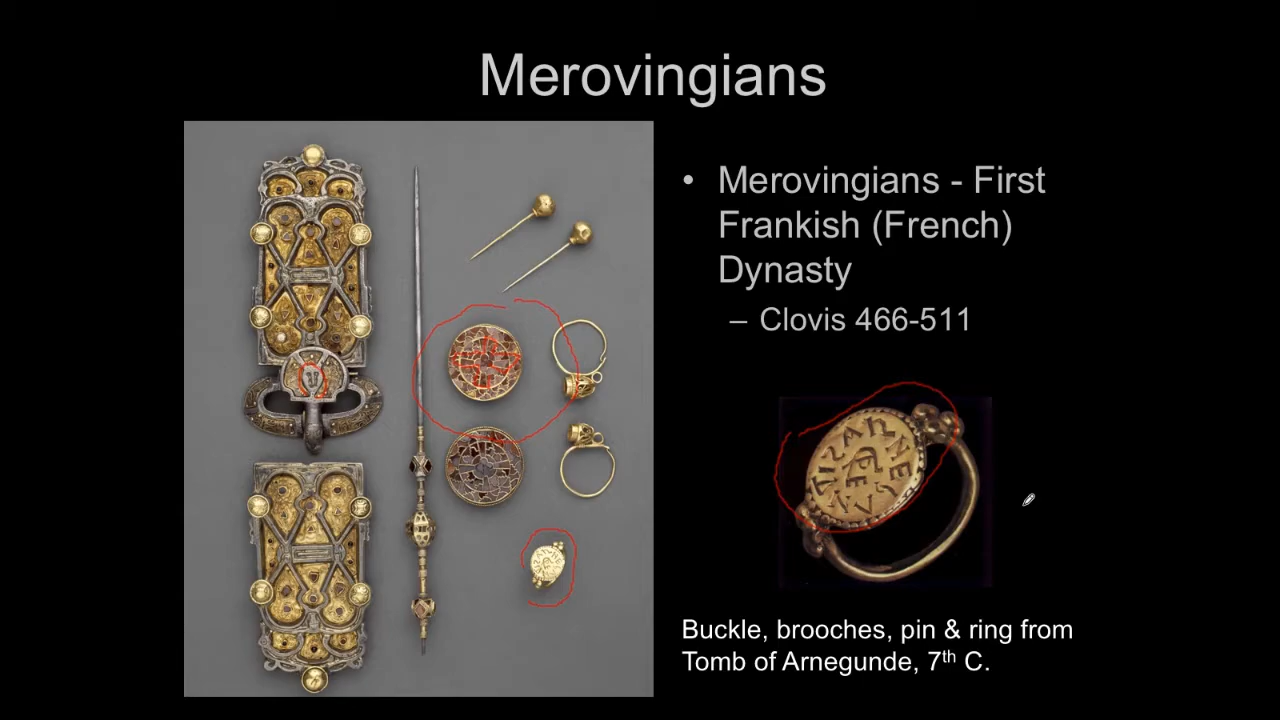 Merovingians
• Merovingians - First
Frankish (French)
Dynasty
– Clovis 466-511
Buckle, brooches, pin & ring from
Tomb of Arnegunde, 7th C.